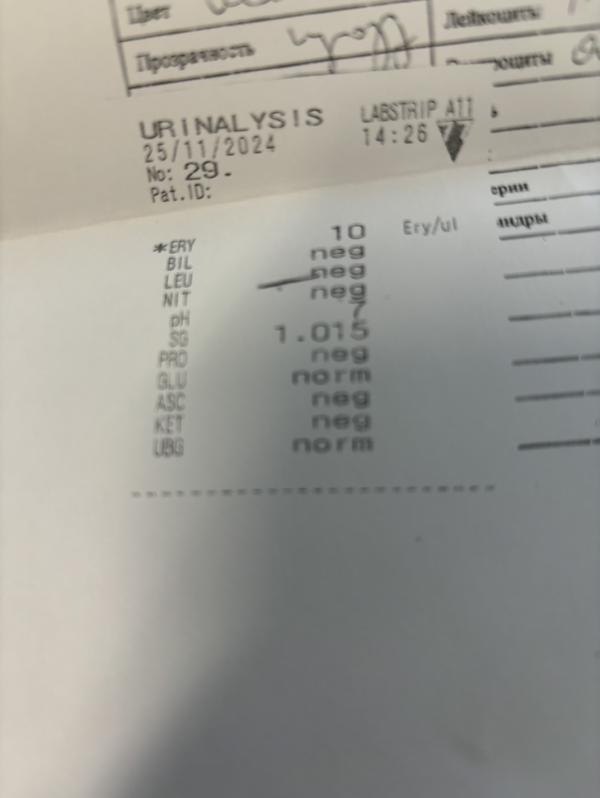 Цвет
Прозрачность
Лейкоциты
URINALYSIS LABSTRIP A11
25/11/2024 14:26
No: 29.
Pat.ID:
ерии
индры
*ERY 10 Ery/ul
BIL neg
LEU neg
NIT neg
pH 7
SG 1.015
PRO neg
GLU norm
ASC neg
KET neg
UBG norm